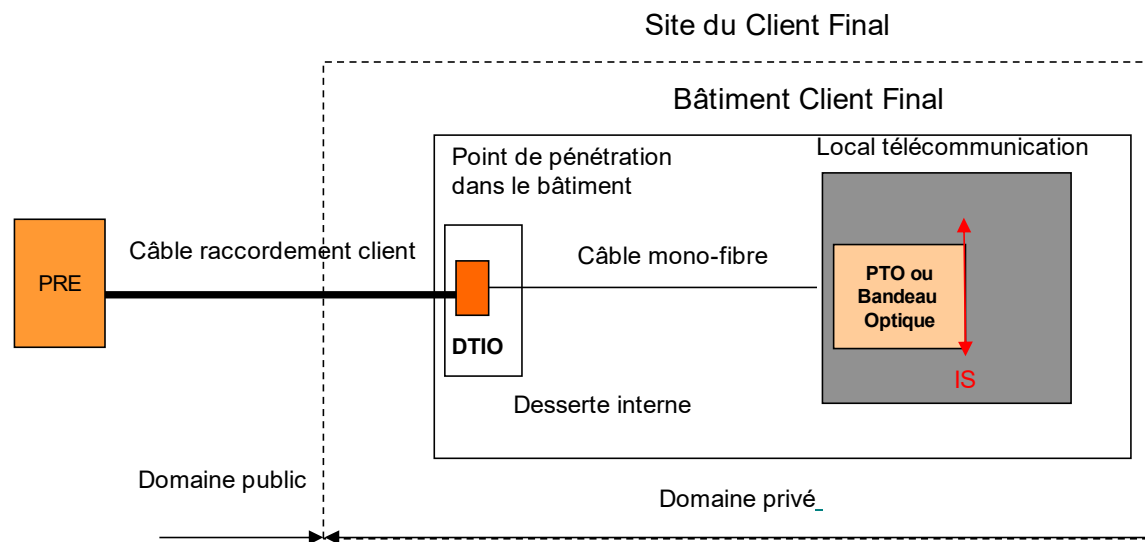 Site du Client Final
Bâtiment Client Final
Point de pénétration
dans le bâtiment
Local télécommunication
Câble raccordement client
Câble mono-fibre
PRE
PTO ou
Bandeau
Optique
DTIO
IS
Desserte interne
Domaine public
Domaine privé